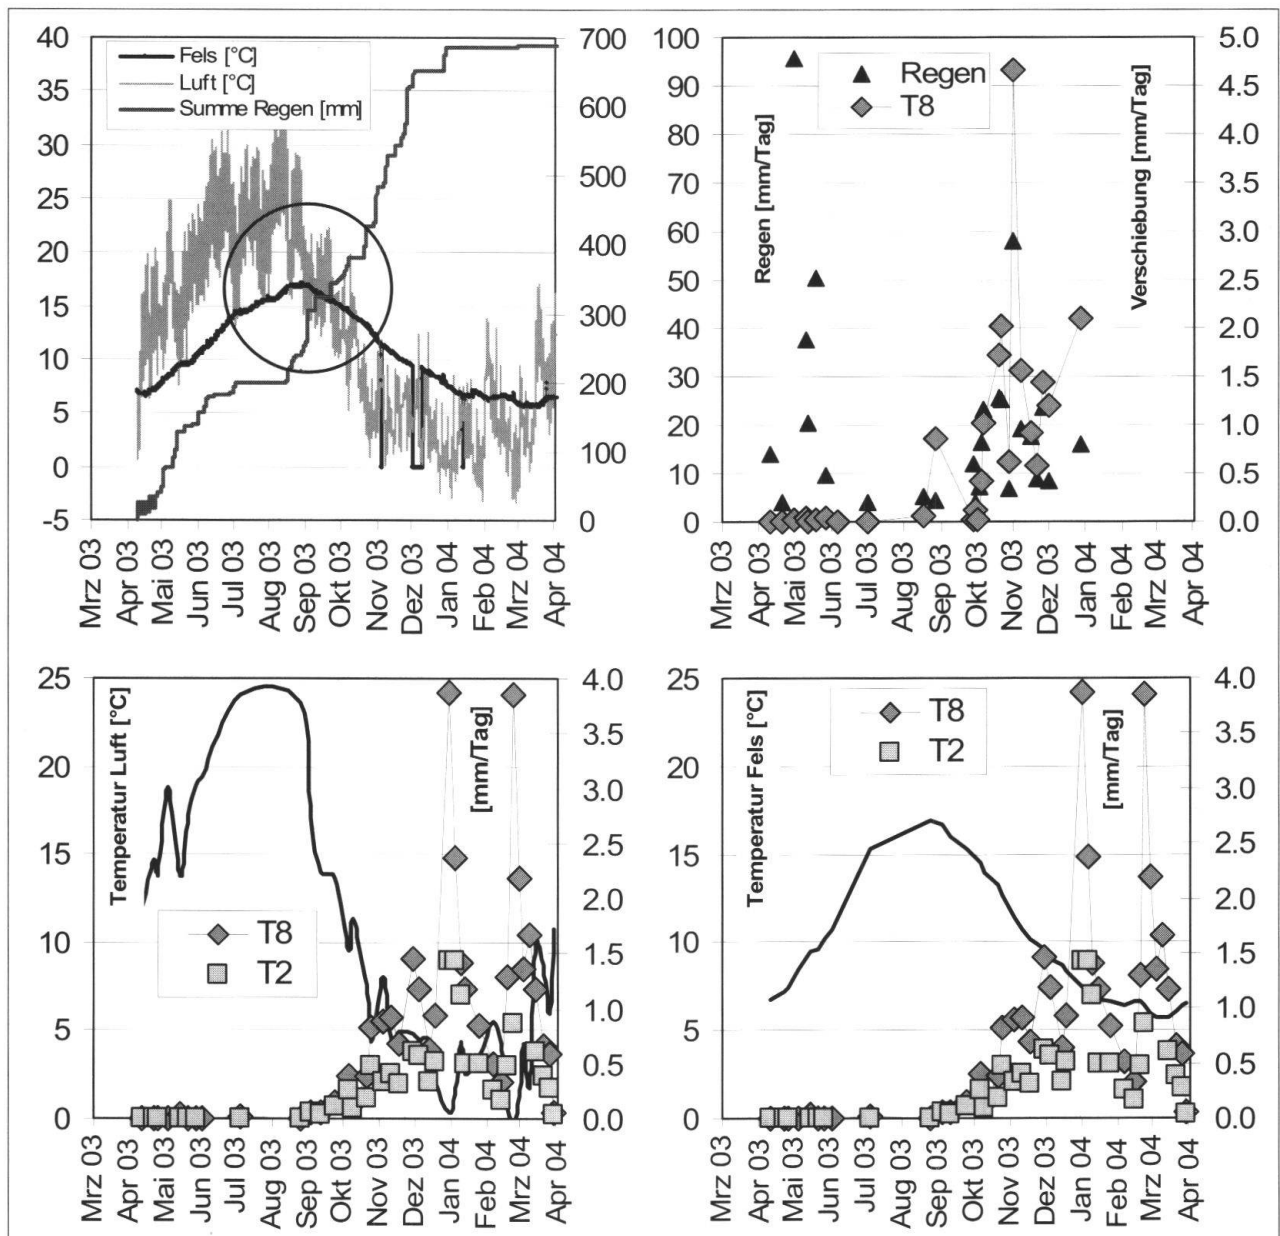 40
35
30
25
20
15
10
5
0
-5
Fels [°C]
Luft [°C]
Summe Regen [mm]
700
600
500
400
300
200
100
0
Mrz 03
Apr 03
Mai 03
Jun 03
Jul 03
Aug 03
Sep 03
Okt 03
Nov 03
Dez 03
Jan 04
Feb 04
Mrz 04
Apr 04
100
90
80
70
60
50
40
30
20
10
0
Regen [mm/Tag]
Regen
T8
Verschiebung [mm/Tag]
5.0
4.5
4.0
3.5
3.0
2.5
2.0
1.5
1.0
0.5
0.0
Mrz 03
Apr 03
Mai 03
Jun 03
Jul 03
Aug 03
Sep 03
Okt 03
Nov 03
Dez 03
Jan 04
Feb 04
Mrz 04
Apr 04
25
20
15
10
5
0
Temperatur Luft [°C]
T8
T2
[mm/Tag]
4.0
3.5
3.0
2.5
2.0
1.5
1.0
0.5
0.0
Mrz 03
Apr 03
Mai 03
Jun 03
Jul 03
Aug 03
Sep 03
Okt 03
Nov 03
Dez 03
Jan 04
Feb 04
Mrz 04
Apr 04
25
20
15
10
5
0
Temperatur Fels [°C]
T8
T2
[mm/Tag]
4.0
3.5
3.0
2.5
2.0
1.5
1.0
0.5
0.0
Mrz 03
Apr 03
Mai 03
Jun 03
Jul 03
Aug 03
Sep 03
Okt 03
Nov 03
Dez 03
Jan 04
Feb 04
Mrz 04
Apr 04